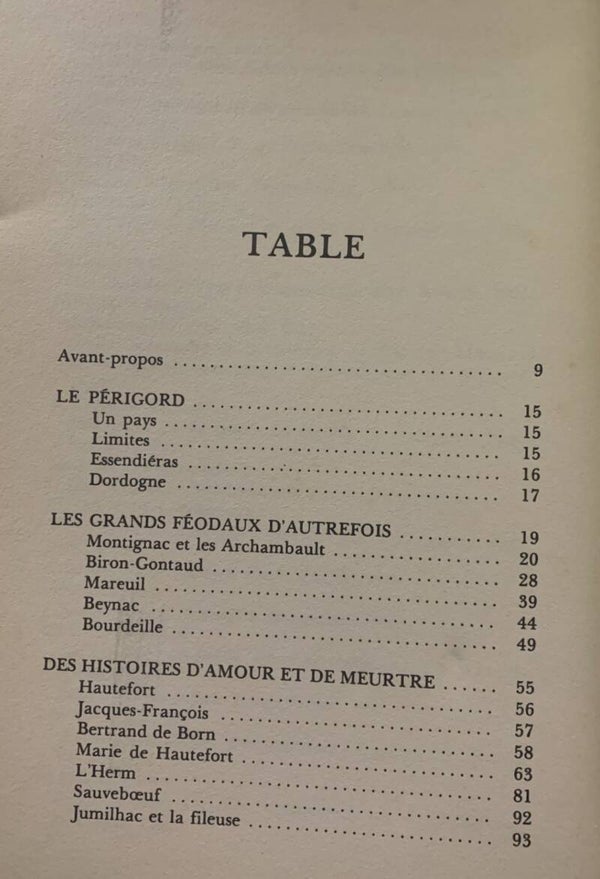 TABLE
Avant-propos ........................................ 9
LE PÉRIGORD ........................................ 15
Un pays ........................................ 15
Limites ........................................ 15
Essendiéras ........................................ 16
Dordogne ........................................ 17
LES GRANDS FÉODAUX D'AUTREFOIS ........... 19
Montignac et les Archambault .................... 20
Biron-Gontaud ........................................ 28
Mareuil ........................................ 39
Beynac ........................................ 44
Bourdeille ........................................ 49
DES HISTOIRES D'AMOUR ET DE MEURTRE ...... 55
Hautefort ........................................ 56
Jacques-François ........................................ 57
Bertrand de Born ........................................ 58
Marie de Hautefort ........................................ 63
L'Herm ........................................ 81
Sauvebœuf ........................................ 92
Jumilhac et la fileuse ........................................ 93